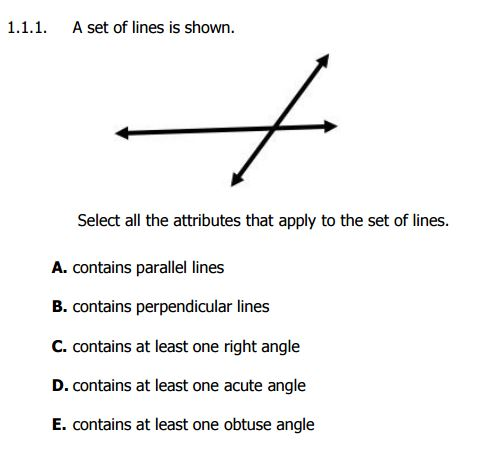 1.1.1. A set of lines is shown.
Select all the attributes that apply to the set of lines.
A. contains parallel lines
B. contains perpendicular lines
C. contains at least one right angle
D. contains at least one acute angle
E. contains at least one obtuse angle